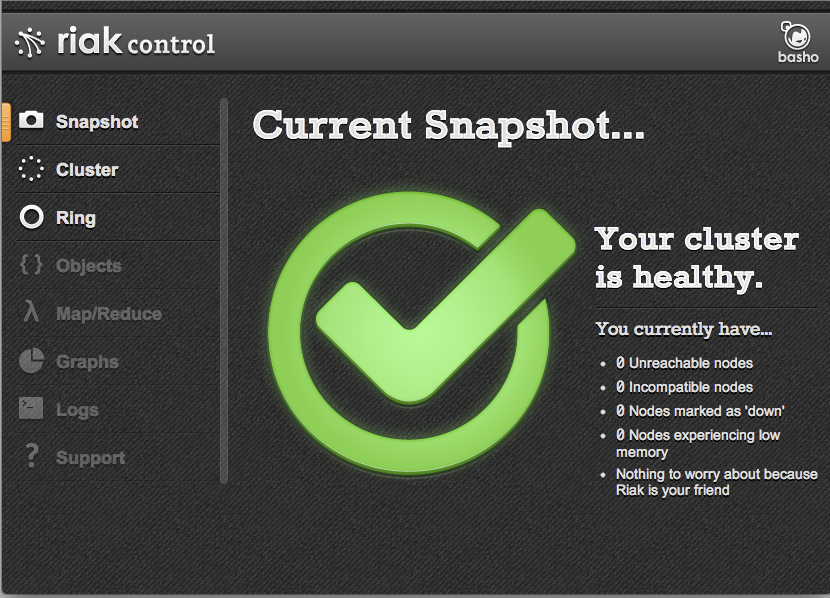 riak control
basho
Snapshot
Cluster
Ring
Objects
Map/Reduce
Graphs
Logs
Support
Current Snapshot...
Your cluster
is healthy.
You currently have...
0 Unreachable nodes
0 Incompatible nodes
0 Nodes marked as 'down'
0 Nodes experiencing low
memory
Nothing to worry about because
Riak is your friend